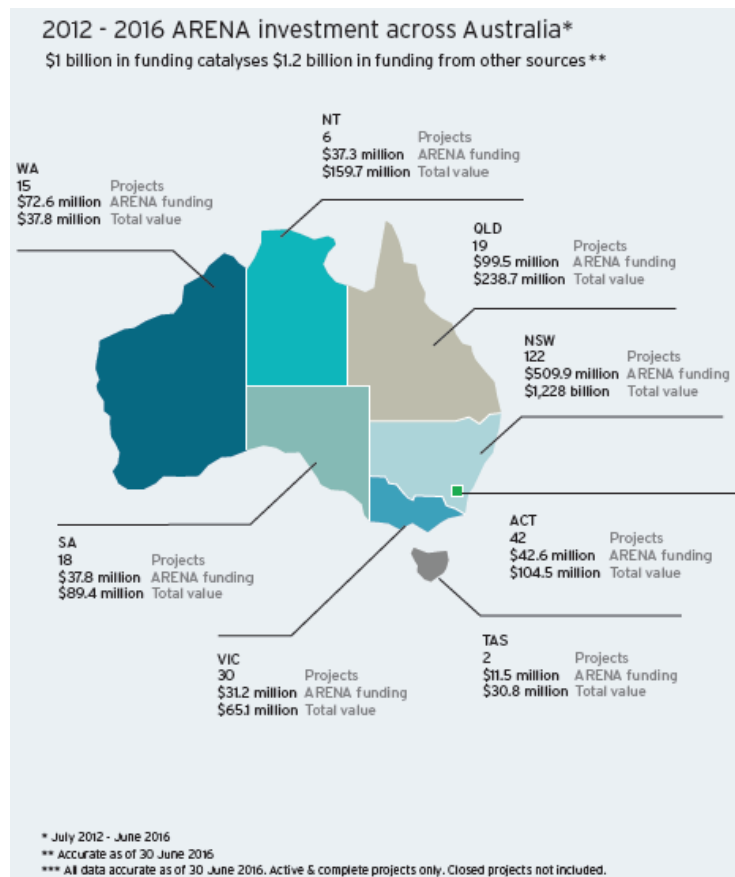 2012 - 2016 ARENA investment across Australia*
$1 billion in funding catalyses $1.2 billion in funding from other sources**
NT
6 Projects
$37.3 million ARENA funding
$159.7 million Total value
WA
15 Projects
$72.6 million ARENA funding
$37.8 million Total value
QLD
19 Projects
$99.5 million ARENA funding
$238.7 million Total value
NSW
122 Projects
$509.9 million ARENA funding
$1,228 billion Total value
ACT
42 Projects
$42.6 million ARENA funding
$104.5 million Total value
SA
18 Projects
$37.8 million ARENA funding
$89.4 million Total value
TAS
2 Projects
$11.5 million ARENA funding
$30.8 million Total value
VIC
30 Projects
$31.2 million ARENA funding
$65.1 million Total value
* July 2012 - June 2016
** Accurate as of 30 June 2016
*** All data accurate as of 30 June 2016. Active & complete projects only. Closed projects not included.